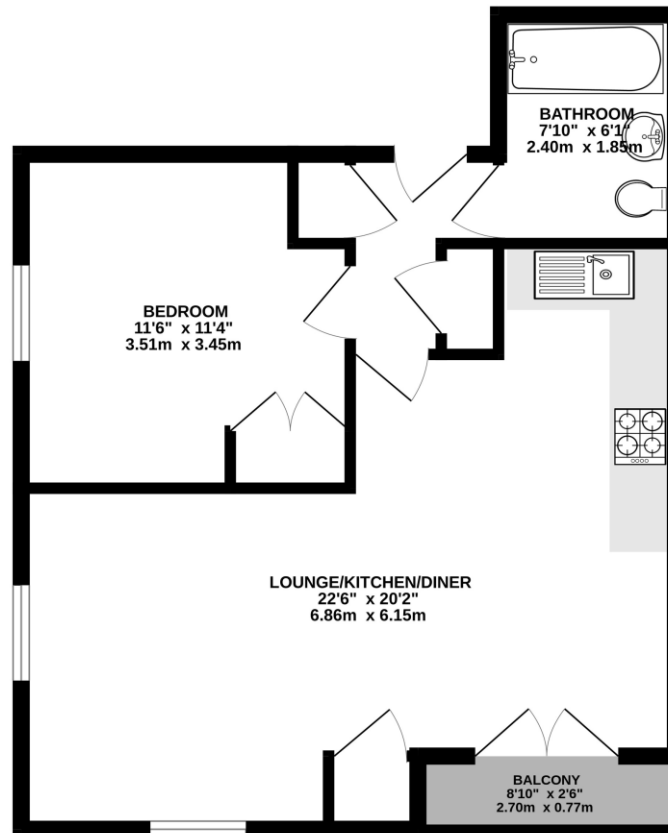 BATHROOM
7'10" x 6'1"
2.40m x 1.85m
BEDROOM
11'6" x 11'4"
3.51m x 3.45m
LOUNGE/KITCHEN/DINER
22'6" x 20'2"
6.86m x 6.15m
BALCONY
8'10" x 2'6"
2.70m x 0.77m